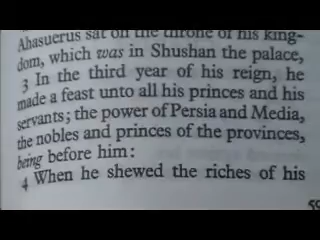 Ahasuerus sat on the throne of his king-
dom, which was in Shushan the palace,
3 In the third year of his reign, he
made a feast unto all his princes and his
servants; the power of Persia and Media,
the nobles and princes of the provinces,
being before him:
4 When he shewed the riches of his